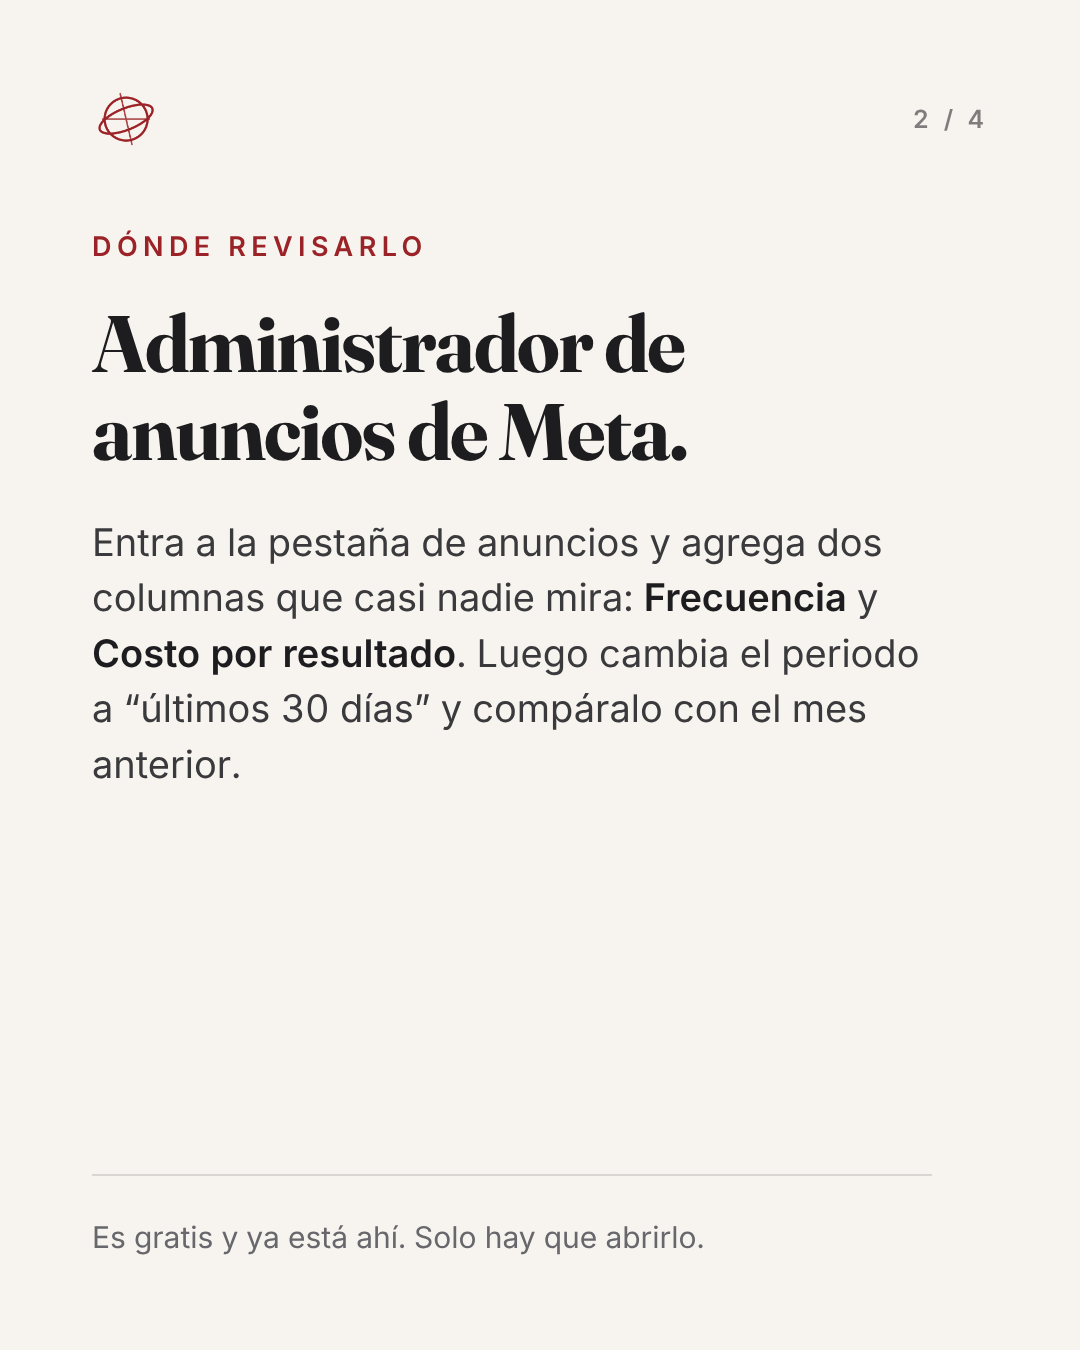 2 / 4
DÓNDE REVISARLO
Administrador de
anuncios de Meta.
Entra a la pestaña de anuncios y agrega dos
columnas que casi nadie mira: Frecuencia y
Costo por resultado. Luego cambia el periodo
a “últimos 30 días” y compáralo con el mes
anterior.
Es gratis y ya está ahí. Solo hay que abrirlo.